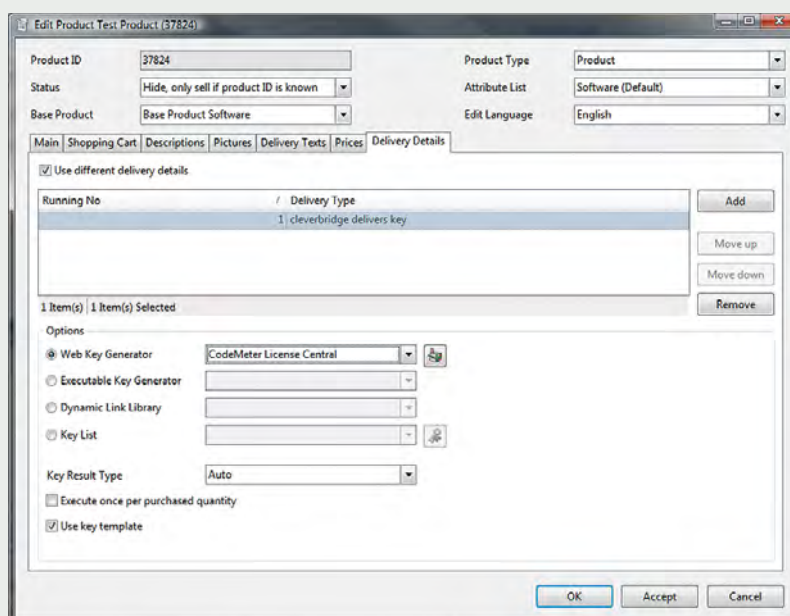 Edit Product Test Product (37824)
Product ID 37824 Product Type Product
Status Hide, only sell if product ID is known Attribute List Software (Default)
Base Product Base Product Software Edit Language English
Main Shopping Cart Descriptions Pictures Delivery Texts Prices Delivery Details
Use different delivery details
Running No / Delivery Type Add
1 cleverbridge delivers key
Move up
Move down
1 Item(s) 1 Item(s) Selected Remove
Options
Web Key Generator CodeMeter License Central
Executable Key Generator
Dynamic Link Library
Key List
Key Result Type Auto
Execute once per purchased quantity
Use key template
OK Accept Cancel